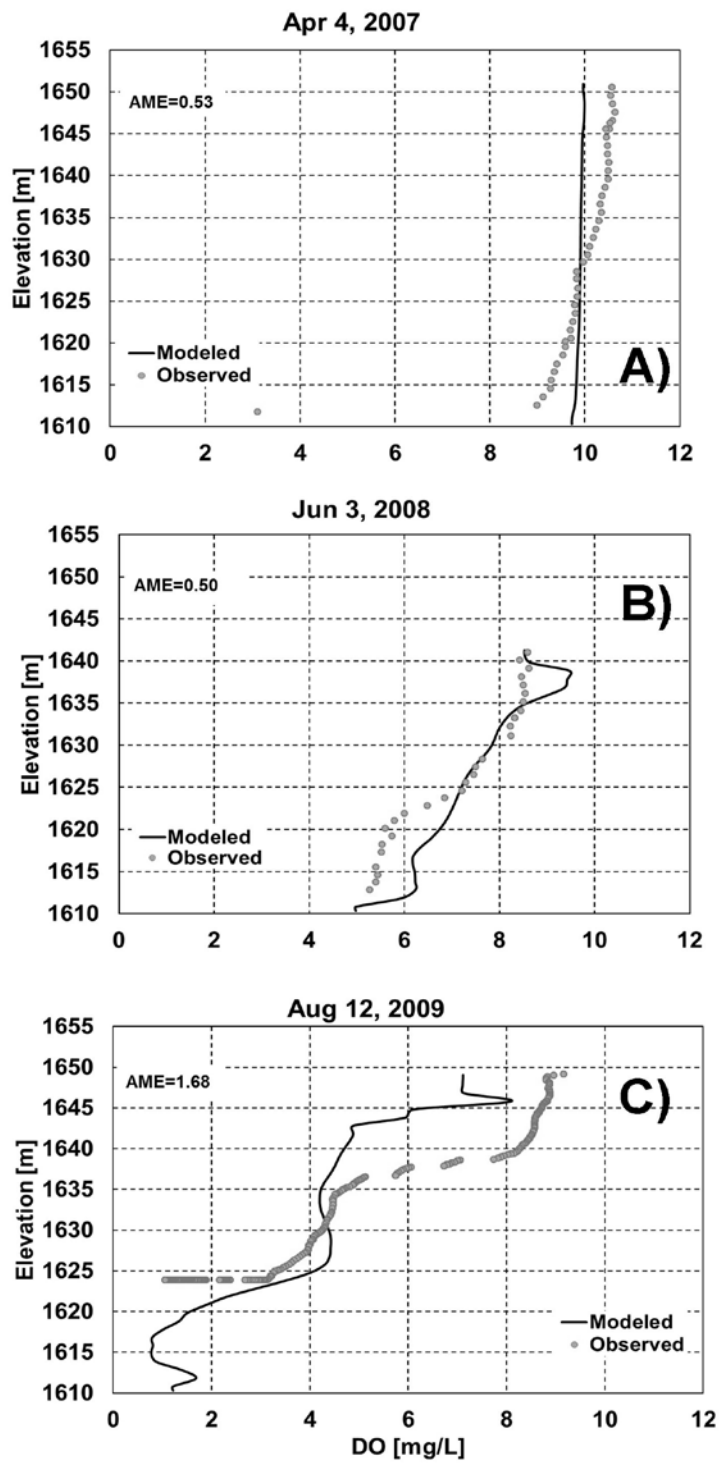 Apr 4, 2007
1655
1650
AME=0.53
1645
1640
1635
1630
1625
1620
1615
1610
Elevation [m]
Modeled
Observed
A)
0 2 4 6 8 10 12
Jun 3, 2008
1655
1650
AME=0.50
1645
1640
1635
1630
1625
1620
1615
1610
Elevation [m]
B)
Modeled
Observed
0 2 4 6 8 10 12
Aug 12, 2009
1655
1650
AME=1.68
1645
1640
1635
1630
1625
1620
1615
1610
Elevation [m]
C)
Modeled
Observed
0 2 4 6 8 10 12
DO [mg/L]